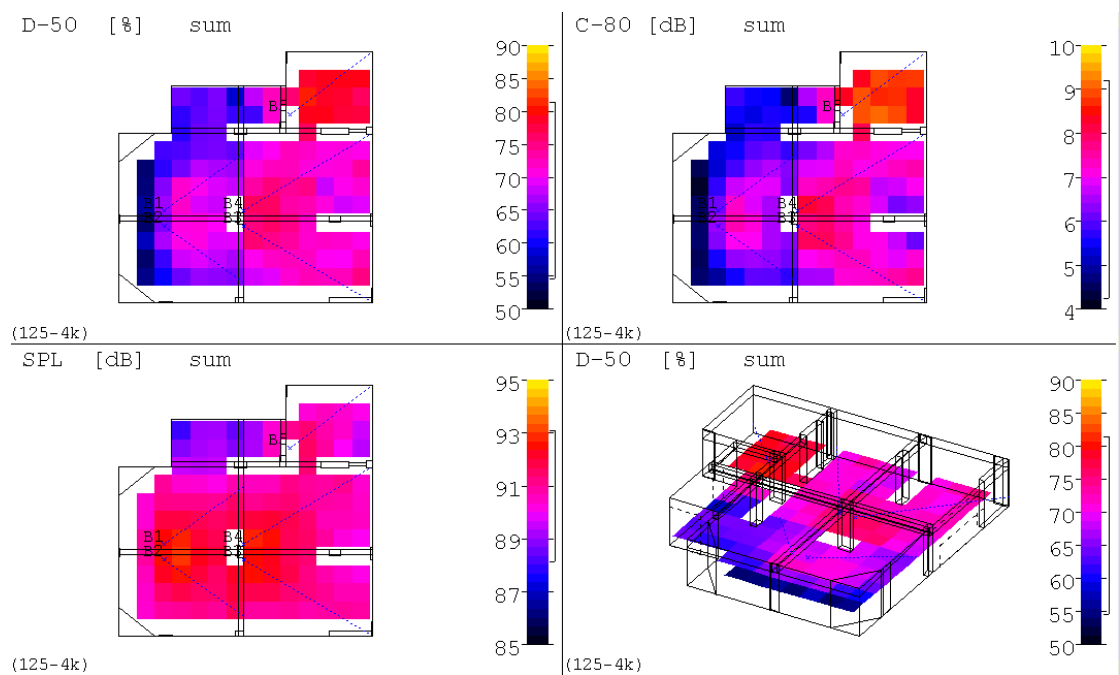 D-50 [%] sum
90
85
80
75
70
65
60
55
50
B
B1
B2
B4
B3
(125-4k)
C-80 [dB] sum
10
9
8
7
6
5
4
B
B1
B2
B4
B3
(125-4k)
SPL [dB] sum
95
93
91
89
87
85
B
B1
B2
B4
B3
(125-4k)
D-50 [%] sum
90
85
80
75
70
65
60
55
50
(125-4k)